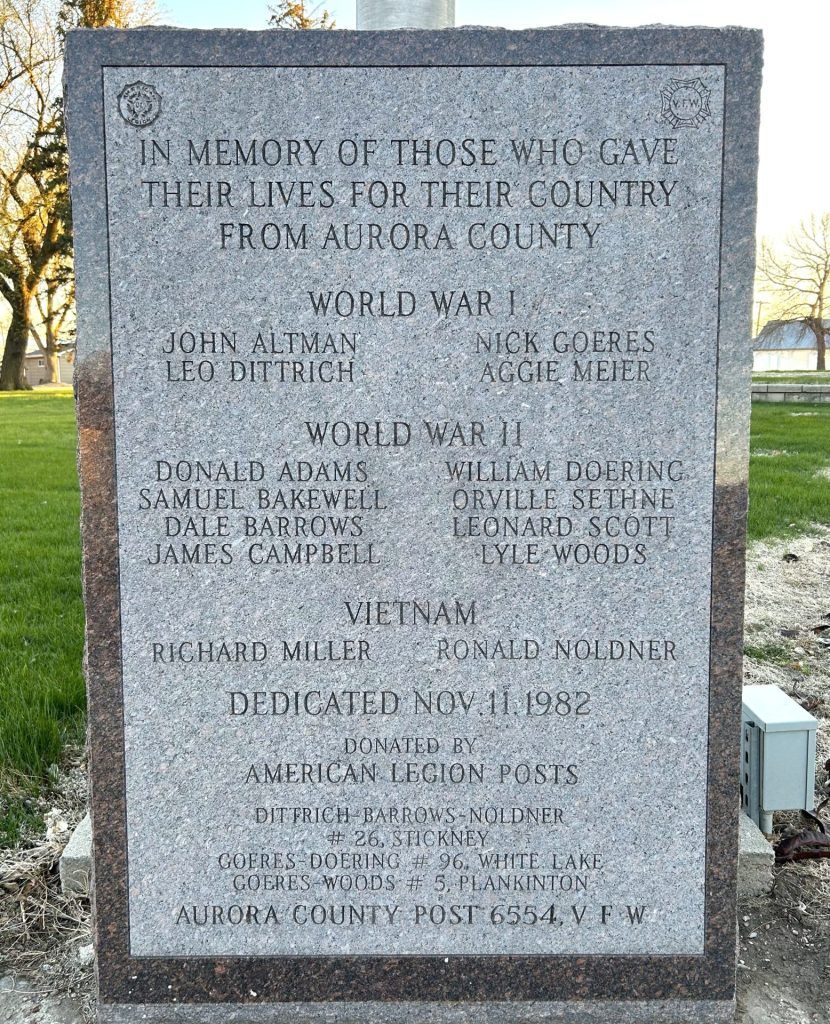 V.F.W.
IN MEMORY OF THOSE WHO GAVE
THEIR LIVES FOR THEIR COUNTRY
FROM AURORA COUNTY
WORLD WAR I
JOHN ALTMAN NICK GOERES
LEO DITTRICH AGGIE MEIER
WORLD WAR II
DONALD ADAMS WILLIAM DOERING
SAMUEL BAKEWELL ORVILLE SETHNE
DALE BARROWS LEONARD SCOTT
JAMES CAMPBELL LYLE WOODS
VIETNAM
RICHARD MILLER RONALD NOLDNER
DEDICATED NOV. 11. 1982
DONATED BY
AMERICAN LEGION POSTS
DITTRICH-BARROWS-NOLDNER
# 26, STICKNEY
GOERES-DOERING # 96, WHITE LAKE
GOERES-WOODS # 5, PLANKINTON
AURORA COUNTY POST 6554, V F W